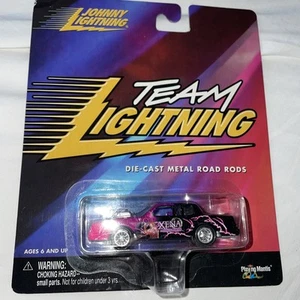 JOHNNY
LIGHTNING
TEAM
LIGHTNING
DIE-CAST METAL ROAD RODS
XENA
AGES 6 AND UP
WARNING:
CHOKING HAZARD-
small parts. Not for children under 3 yrs.
Playing Mantis